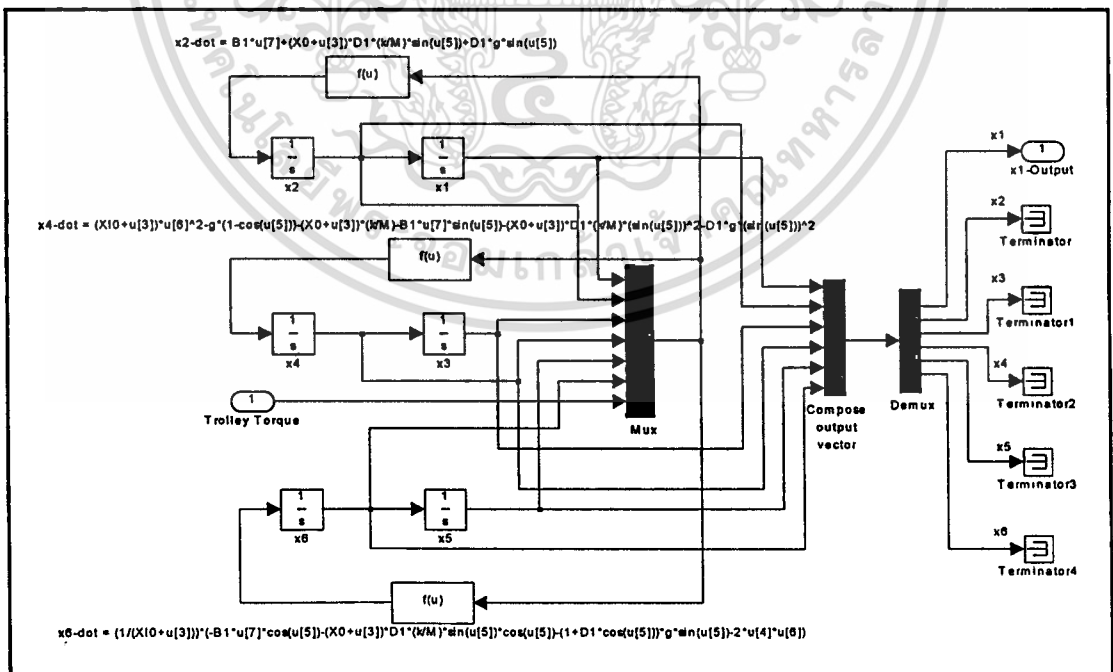 x2-dot = B1*u[7]+(X0+u[3])*D1*(k/M)*sin(u[5])+D1*g*sin(u[5])
f(u)
1
s
x2
1
s
x1
x4-dot = (Xl0+u[3])*u[6]^2-g*(1-cos(u[5]))-(X0+u[3])*(k/M)-B1*u[7]*sin(u[5])-(X0+u[3])*D1*(k/M)*(sin(u[5]))^2-D1*g*(sin(u[5]))^2
f(u)
1
s
x4
1
s
x3
1
Trolley Torque
Mux
1
s
x6
1
s
x5
f(u)
x6-dot = (1/(Xl0+u[3]))*(-B1*u[7]*cos(u[5])-(X0+u[3])*D1*(k/M)*sin(u[5])*cos(u[5])-(1+D1*cos(u[5]))*g*sin(u[5])-2*u[4]*u[6])
Compose
output
vector
Demux
x1
1
x1-Output
x2
Terminator
x3
Terminator1
x4
Terminator2
x5
Terminator3
x6
Terminator4